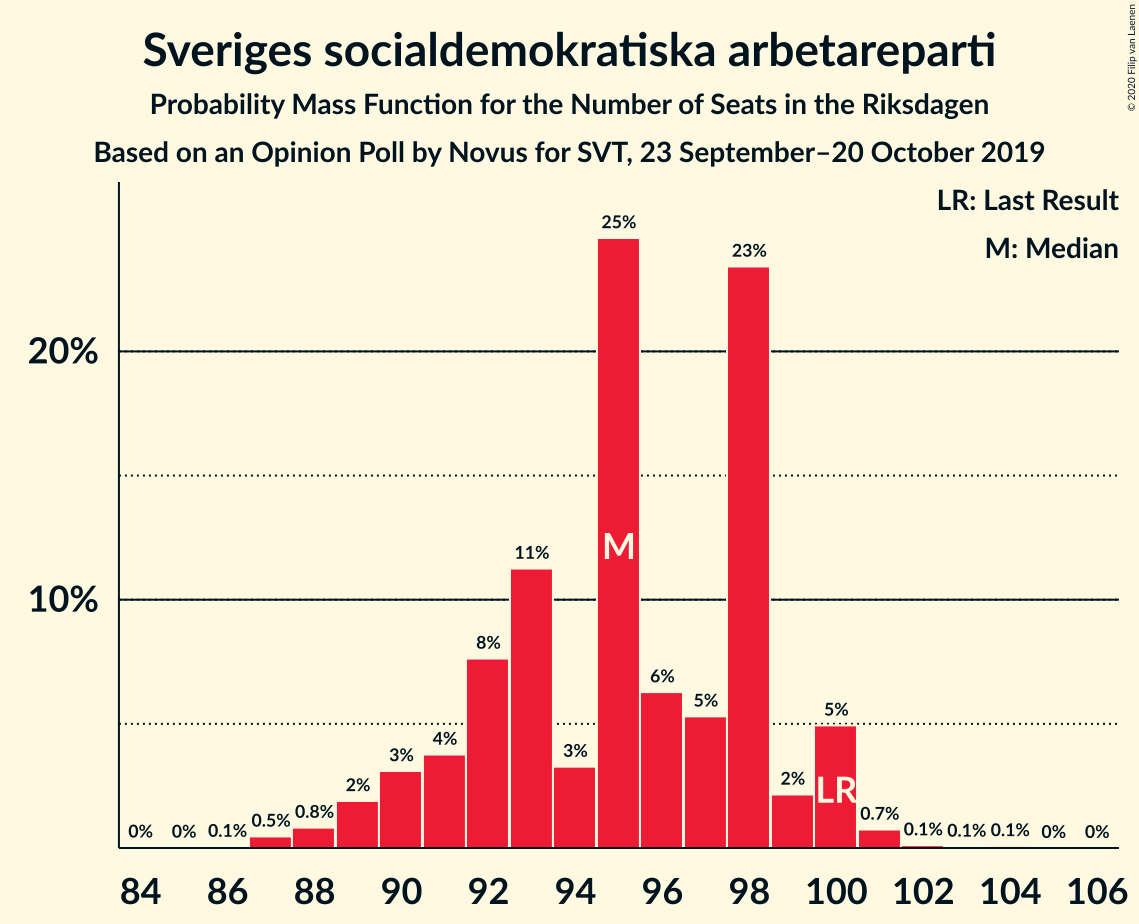 Sveriges socialdemokratiska arbetareparti
Probability Mass Function for the Number of Seats in the Riksdagen
Based on an Opinion Poll by Novus for SVT, 23 September–20 October 2019
© 2020 Filip van Laenen
LR: Last Result
M: Median
20%
10%
0% 0% 0.1% 0.5% 0.8% 2% 3% 4% 8% 11% 3% 25% 6% 5% 23% 2% 5% 0.7% 0.1% 0.1% 0.1% 0% 0%
M
LR
84 86 88 90 92 94 96 98 100 102 104 106